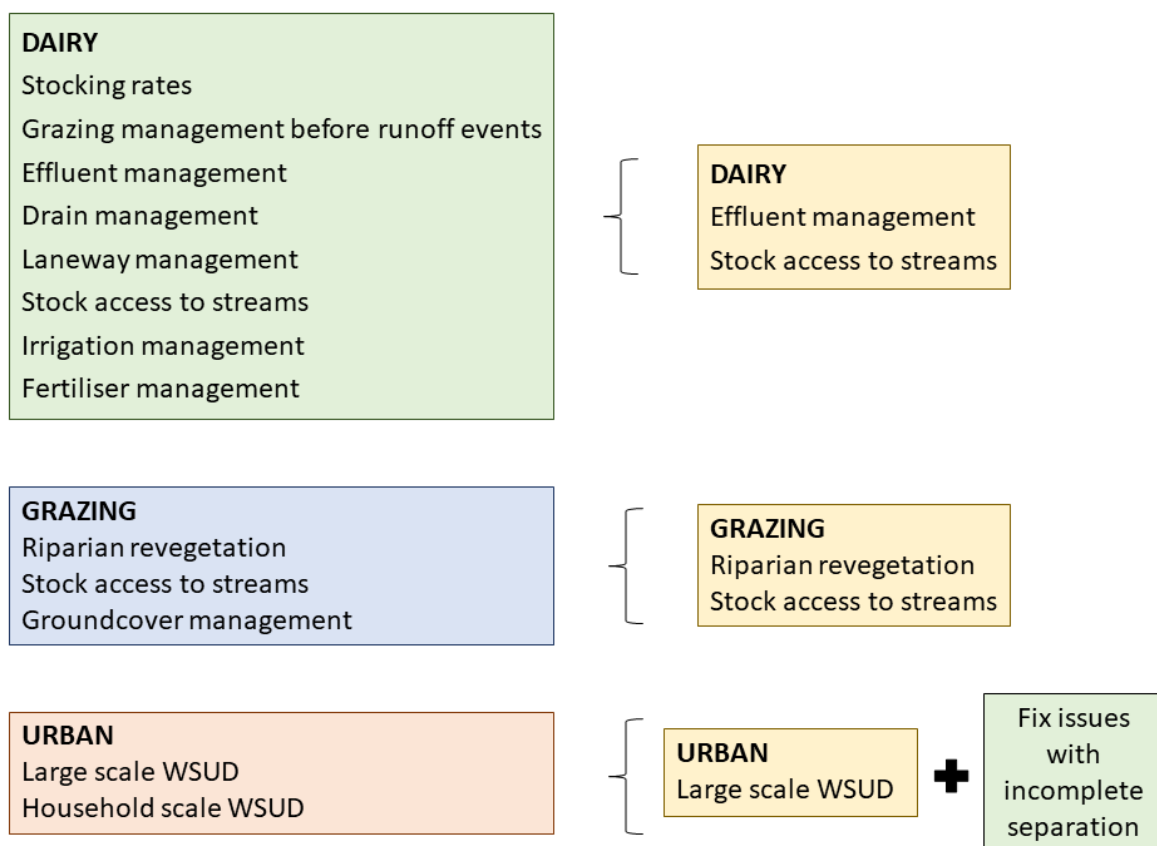 DAIRY
Stocking rates
Grazing management before runoff events
Effluent management
Drain management
Laneway management
Stock access to streams
Irrigation management
Fertiliser management
DAIRY
Effluent management
Stock access to streams
GRAZING
Riparian revegetation
Stock access to streams
Groundcover management
GRAZING
Riparian revegetation
Stock access to streams
URBAN
Large scale WSUD
Household scale WSUD
URBAN
Large scale WSUD
Fix issues
with
incomplete
separation